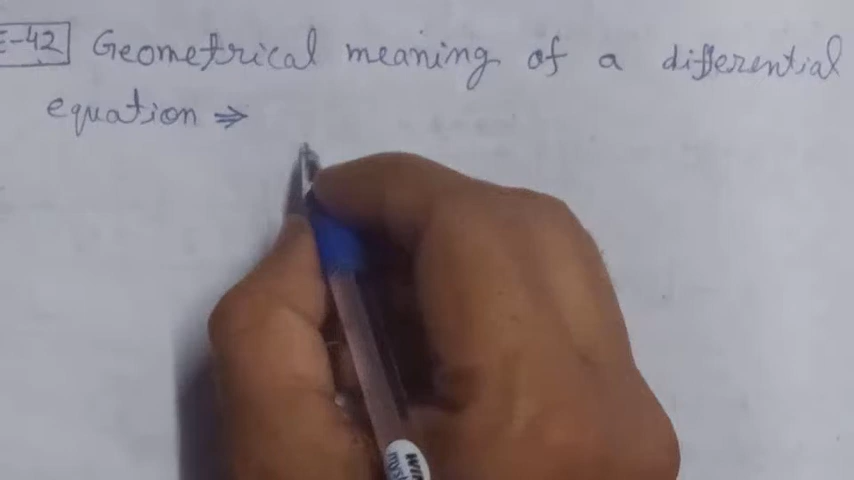 E-42 Geometrical meaning of a differential
equation ⇒